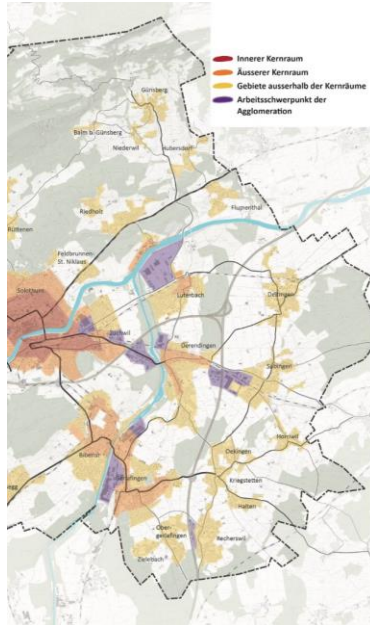 Innerer Kernraum
Äusserer Kernraum
Gebiete ausserhalb der Kernräume
Arbeitsschwerpunkt der
Agglomeration
Günsberg
Balm b. Günsberg
Niederwil
Hubersdorf
Flumenthal
Riedholz
Rüttenen
Feldbrunnen-
St. Niklaus
Solothurn
Luterbach
Deitingen
Zuchwil
Derendingen
Subingen
Biberist
Oekingen
Horriwil
Kriegstetten
Halten
Ober-
gerlafingen
Recherswil
Zielebach